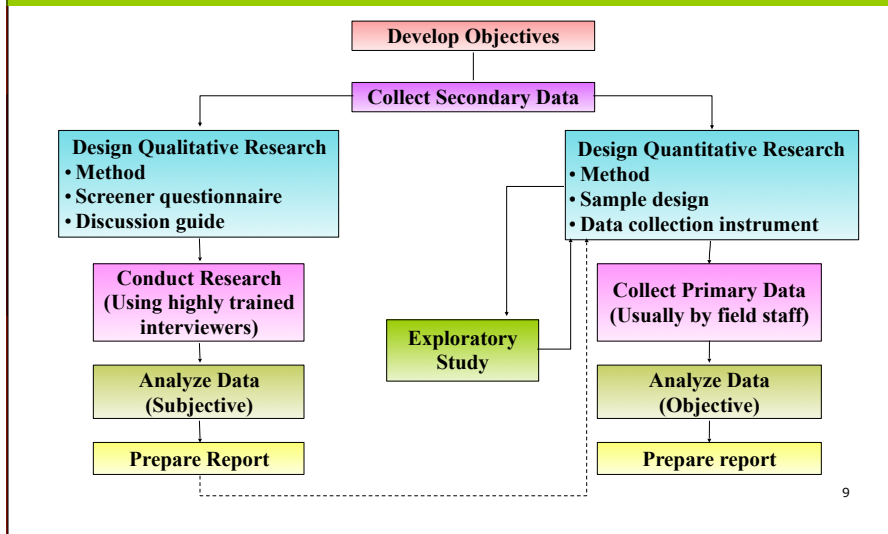 Develop Objectives
Collect Secondary Data
Design Qualitative Research
• Method
• Screener questionnaire
• Discussion guide
Conduct Research
(Using highly trained
interviewers)
Analyze Data
(Subjective)
Prepare Report
Exploratory
Study
Design Quantitative Research
• Method
• Sample design
• Data collection instrument
Collect Primary Data
(Usually by field staff)
Analyze Data
(Objective)
Prepare report
9